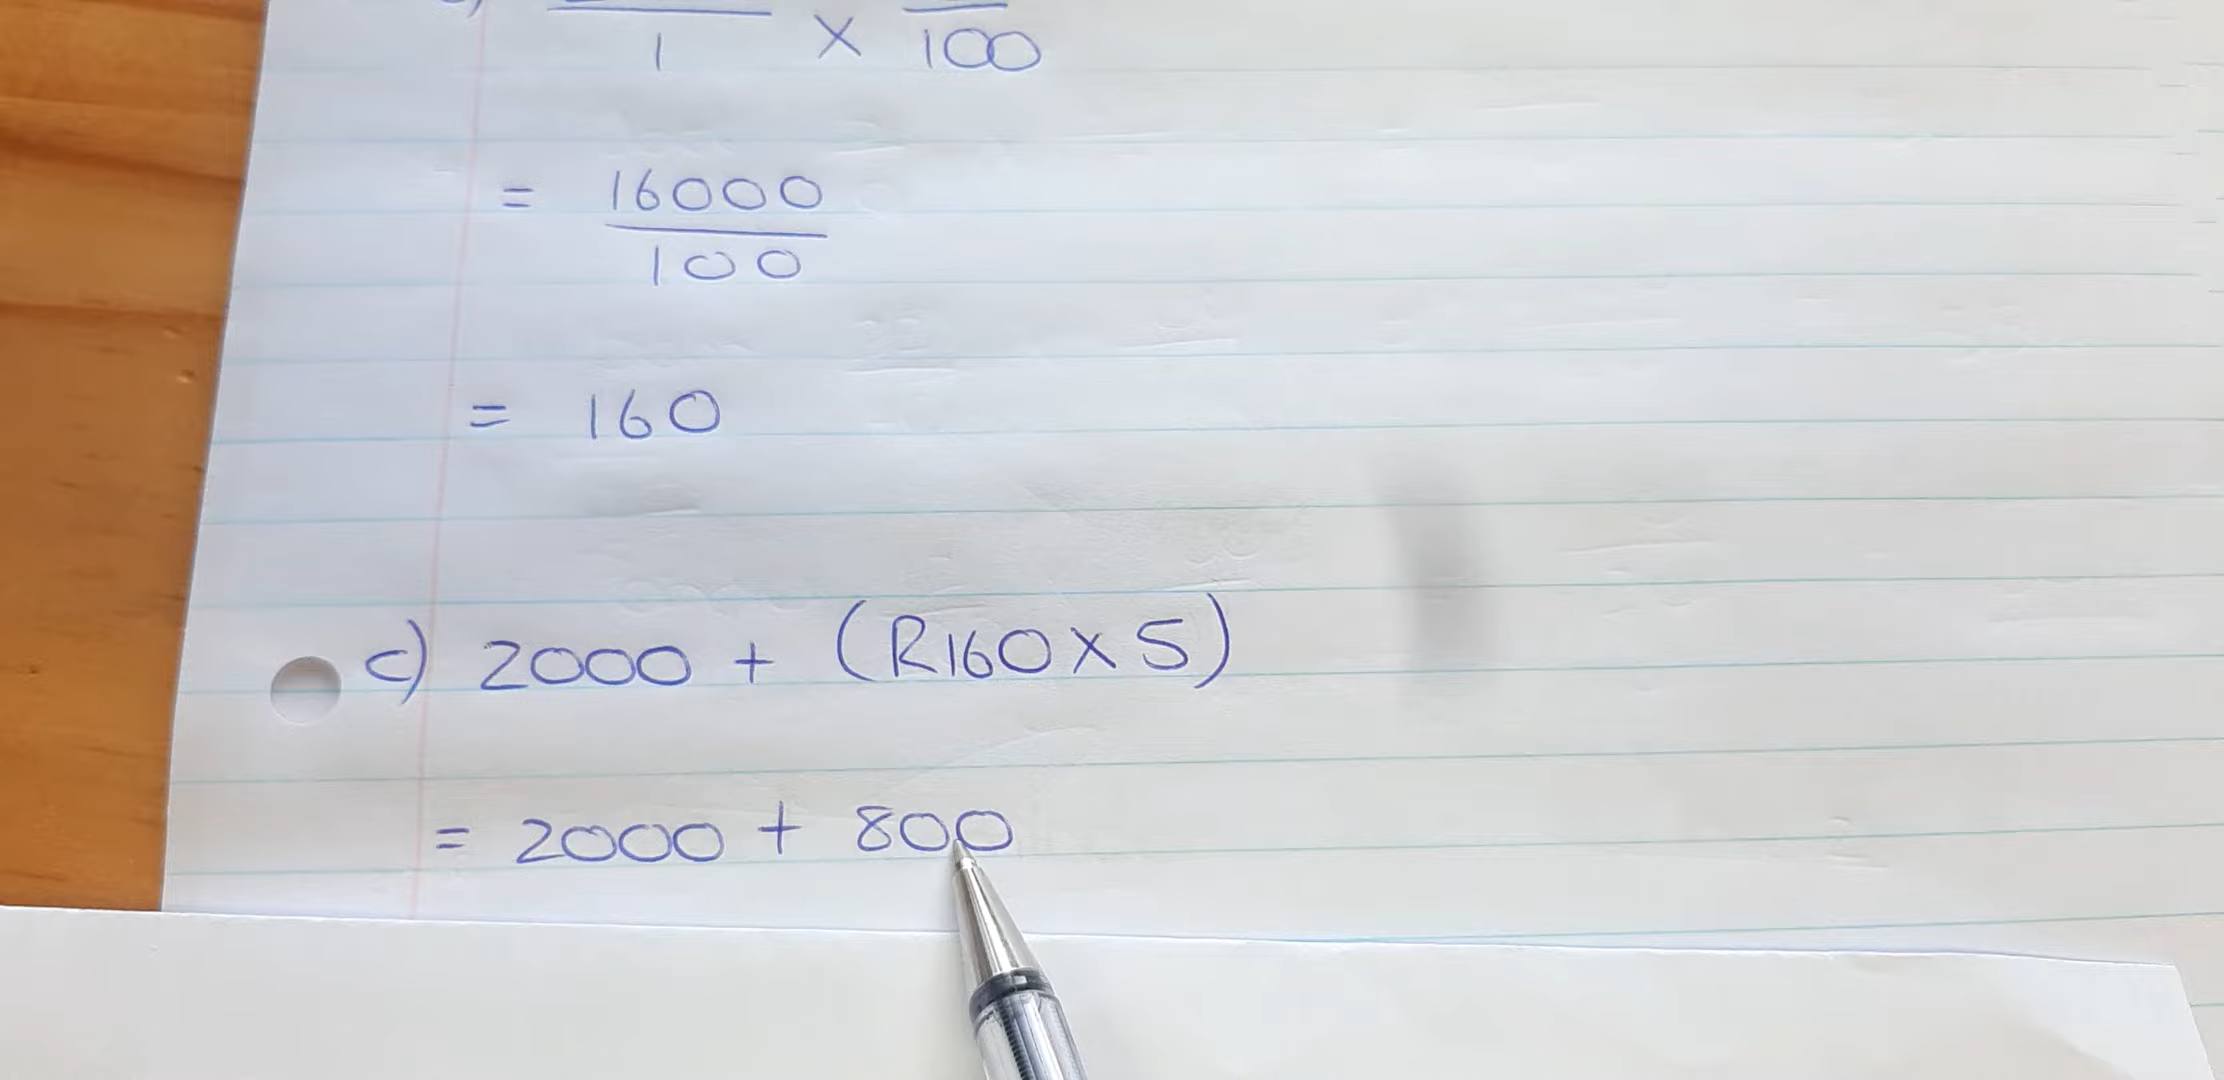 1 × 100
= 16000
100
= 160
c) 2000 + (R160 × 5)
= 2000 + 800